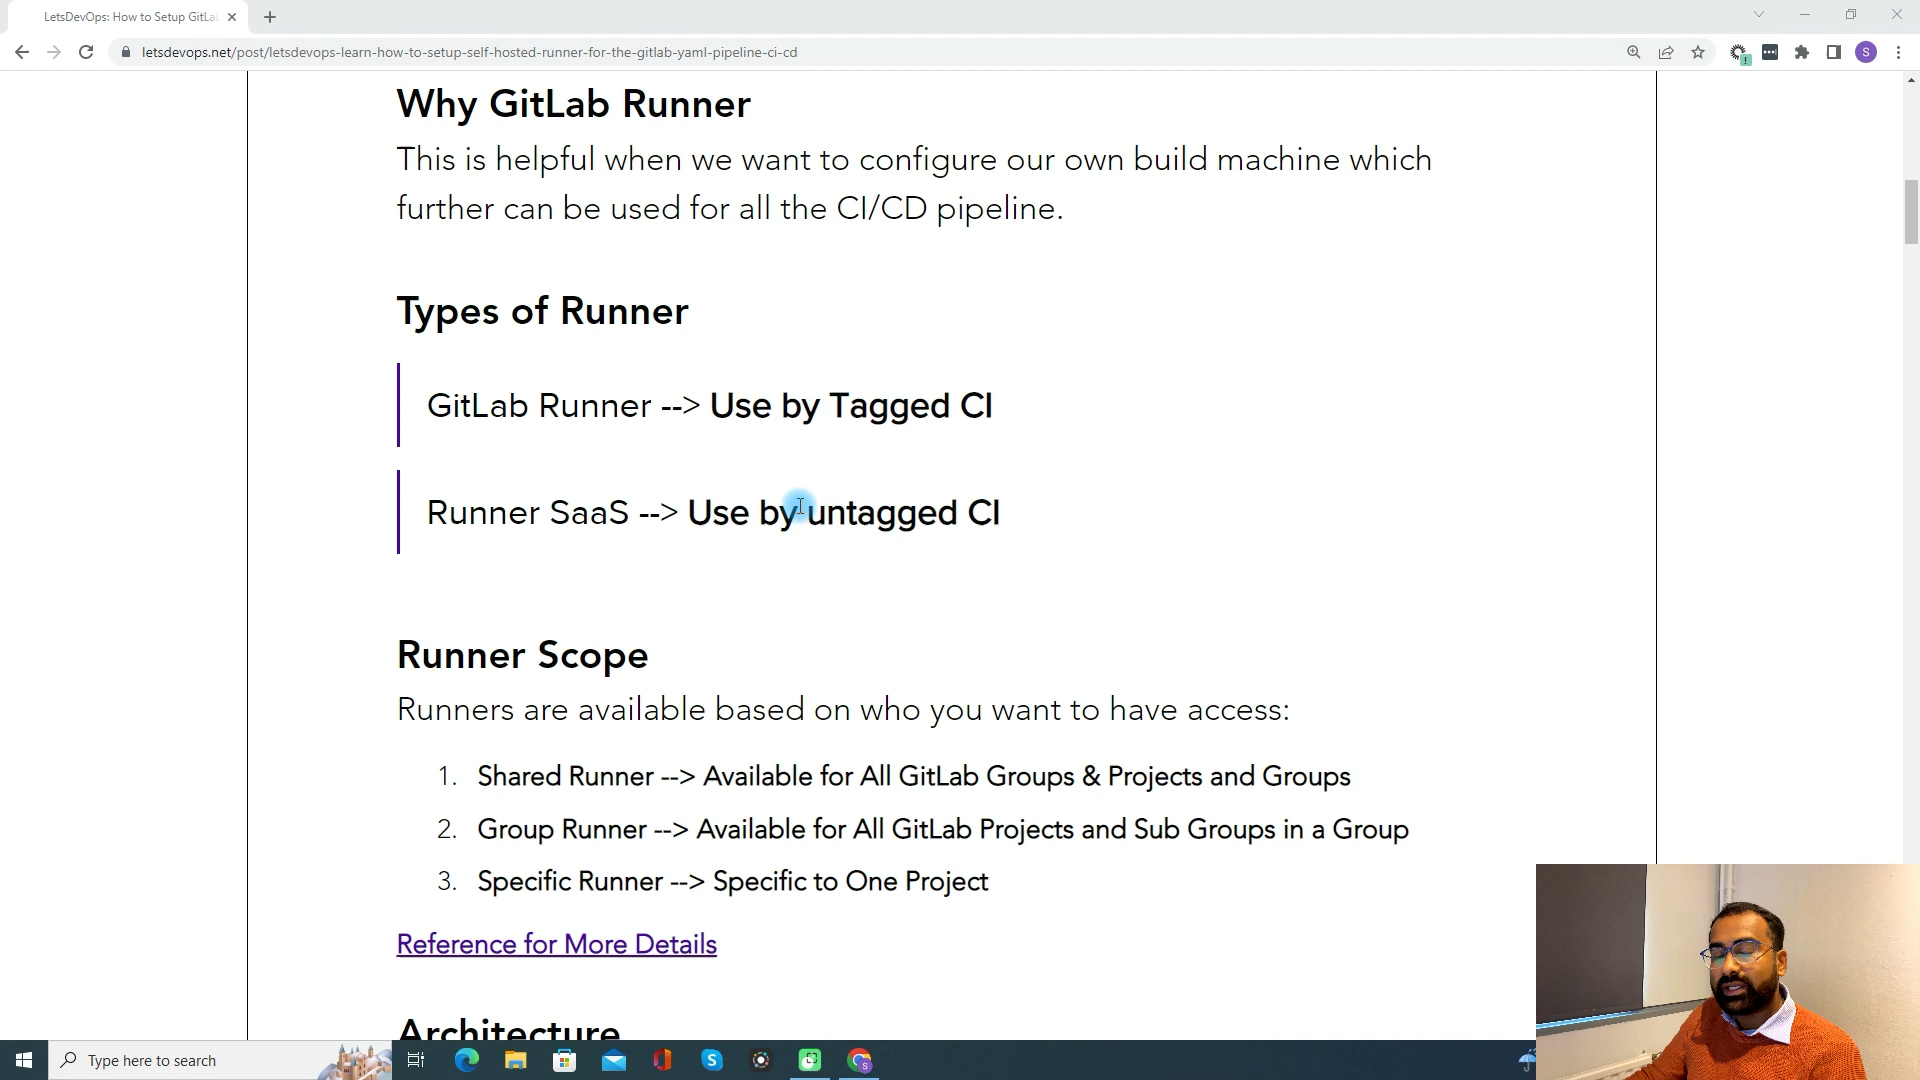 LetsDevOps: How to Setup GitLa
letsdevops.net/post/letsdevops-learn-how-to-setup-self-hosted-runner-for-the-gitlab-yaml-pipeline-ci-cd
S
Why GitLab Runner
This is helpful when we want to configure our own build machine which
further can be used for all the CI/CD pipeline.
Types of Runner
GitLab Runner --> Use by Tagged CI
Runner SaaS --> Use by untagged CI
Runner Scope
Runners are available based on who you want to have access:
1. Shared Runner --> Available for All GitLab Groups & Projects and Groups
2. Group Runner --> Available for All GitLab Projects and Sub Groups in a Group
3. Specific Runner --> Specific to One Project
Reference for More Details
Architecture
Type here to search